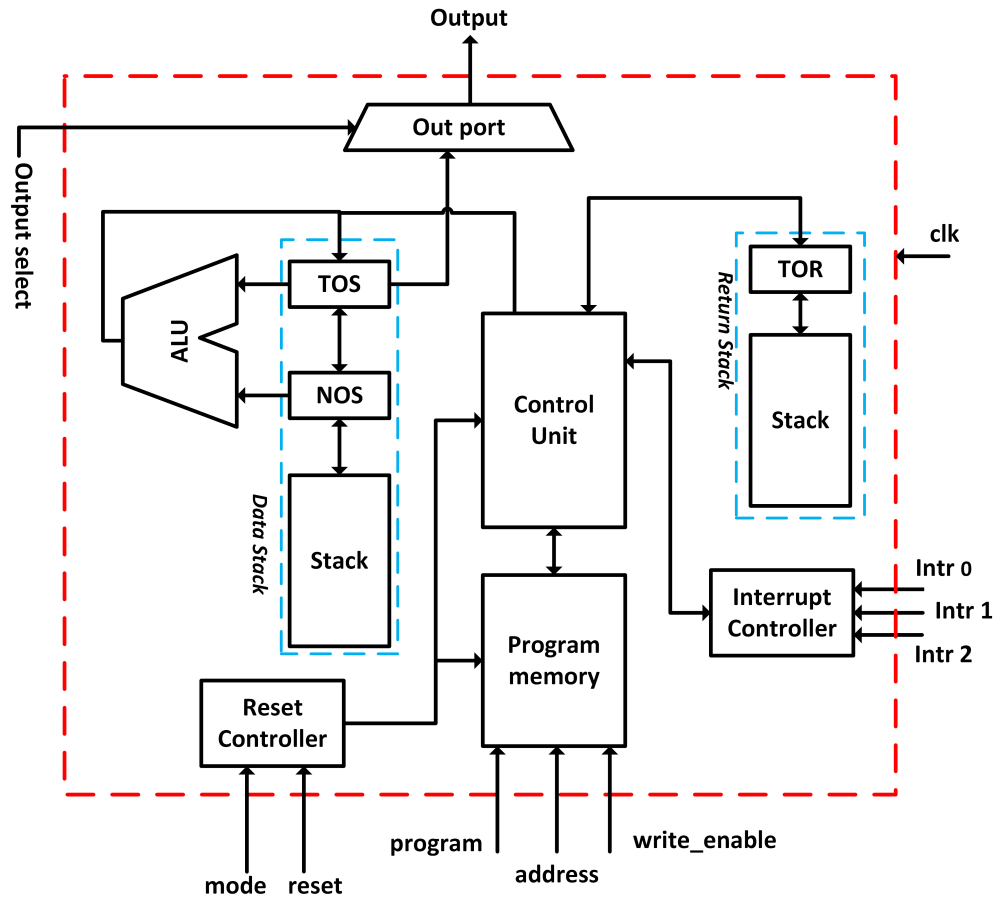 Output
Out port
Output select
clk
TOS
TOR
Return Stack
ALU
NOS
Control
Unit
Stack
Data Stack
Stack
Interrupt
Controller
Intr 0
Intr 1
Intr 2
Program
memory
Reset
Controller
program
write_enable
address
mode
reset